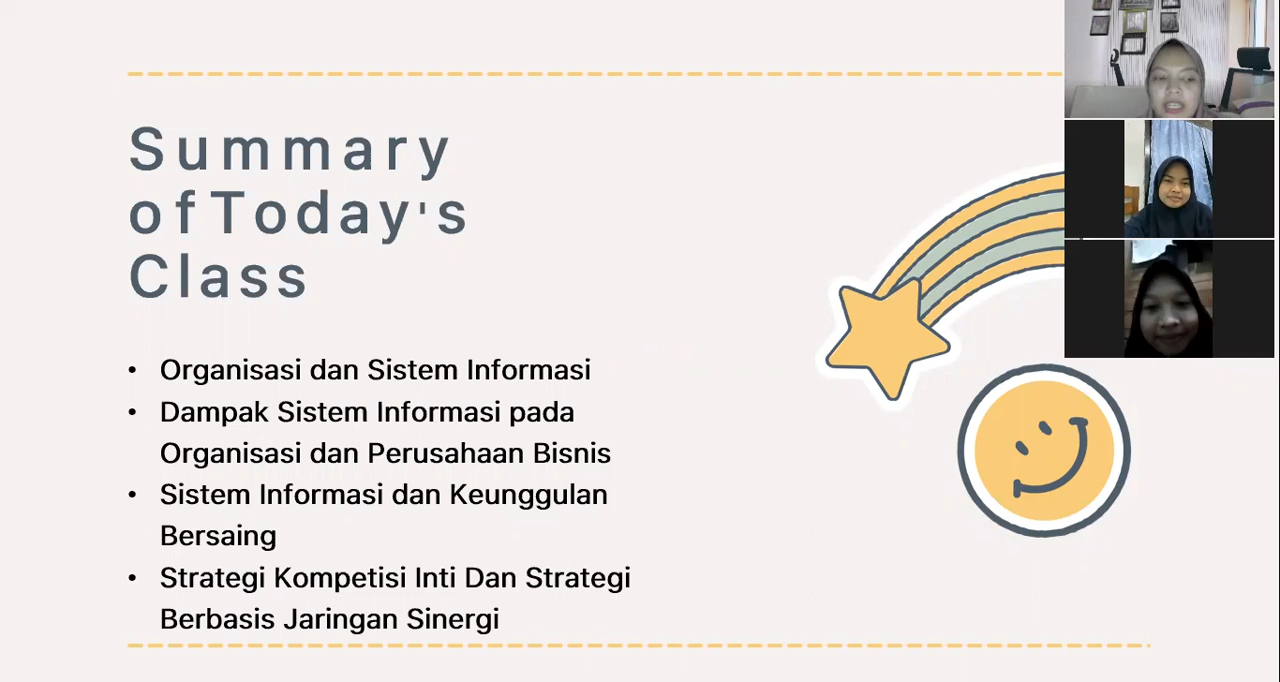 Summary
of Today's
Class
• Organisasi dan Sistem Informasi
• Dampak Sistem Informasi pada
Organisasi dan Perusahaan Bisnis
• Sistem Informasi dan Keunggulan
Bersaing
• Strategi Kompetisi Inti Dan Strategi
Berbasis Jaringan Sinergi